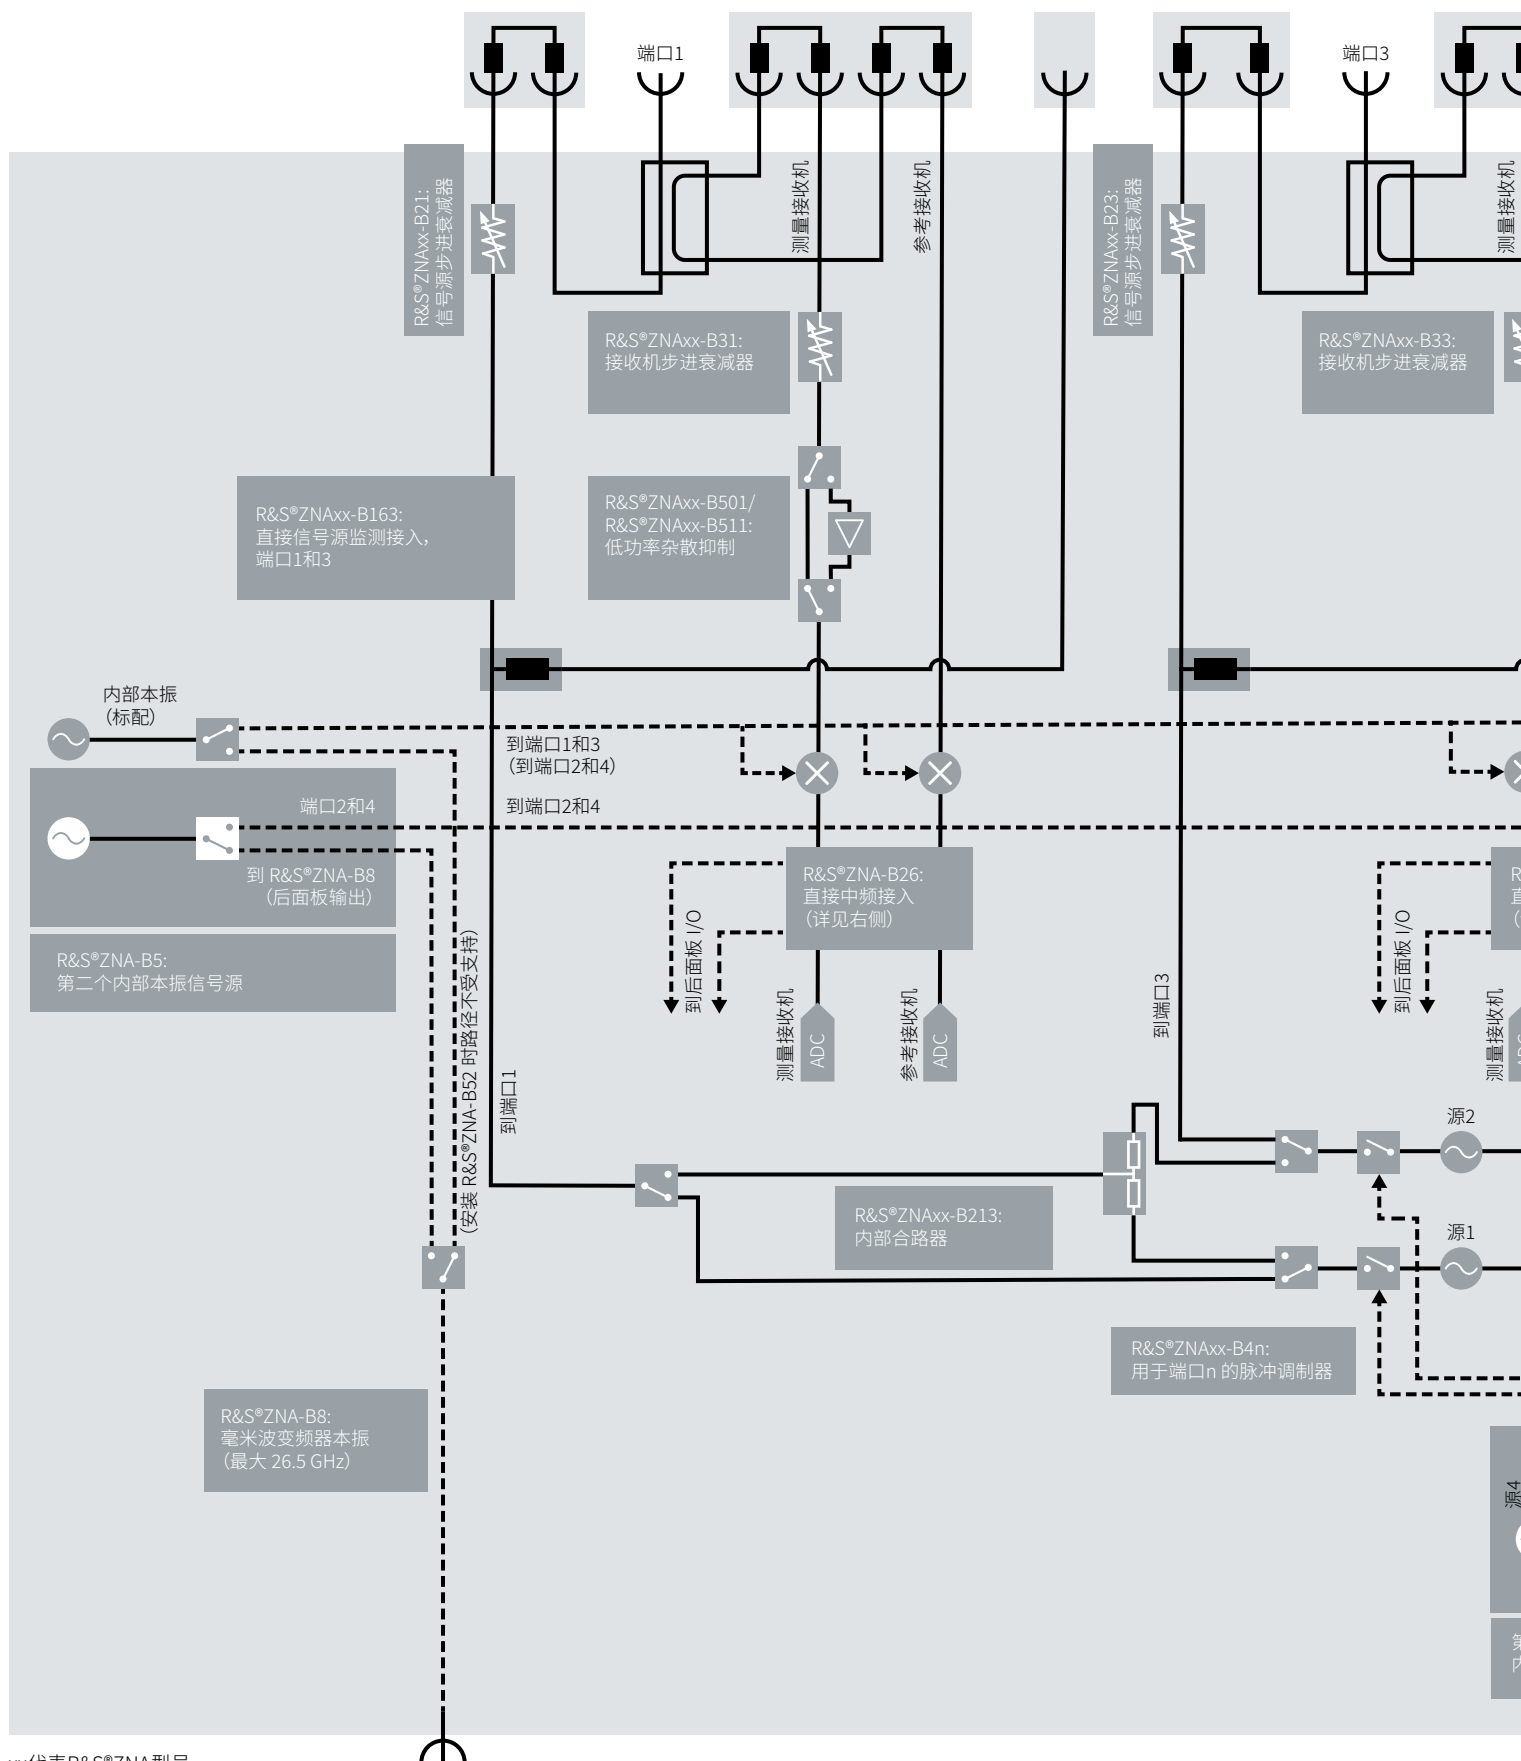 端口1
端口3
R&S®ZNAxx-B21:
信号源步进衰减器
测量接收机
参考接收机
R&S®ZNAxx-B23:
信号源步进衰减器
测量接收机
R&S®ZNAxx-B31:
接收机步进衰减器
R&S®ZNAxx-B33:
接收机步进衰减器
R&S®ZNAxx-B163:
直接信号源监测接入，
端口1和3
R&S®ZNAxx-B501/
R&S®ZNAxx-B511:
低功率杂散抑制
内部本振
（标配）
到端口1和3
（到端口2和4）
端口2和4
到端口2和4
到 R&S®ZNA-B8
（后面板输出）
R&S®ZNA-B5:
第二个内部本振信号源
R&S®ZNA-B26:
直接中频接入
（详见右侧）
到后面板 I/O
到后面板 I/O
（安装 R&S®ZNA-B52 时路径不受支持）
到端口1
测量接收机
ADC
参考接收机
ADC
到端口3
测量接收机
源2
R&S®ZNAxx-B213:
内部合路器
源1
R&S®ZNAxx-B4n:
用于端口n 的脉冲调制器
R&S®ZNA-B8:
毫米波变频器本振
（最大 26.5 GHz）
源4